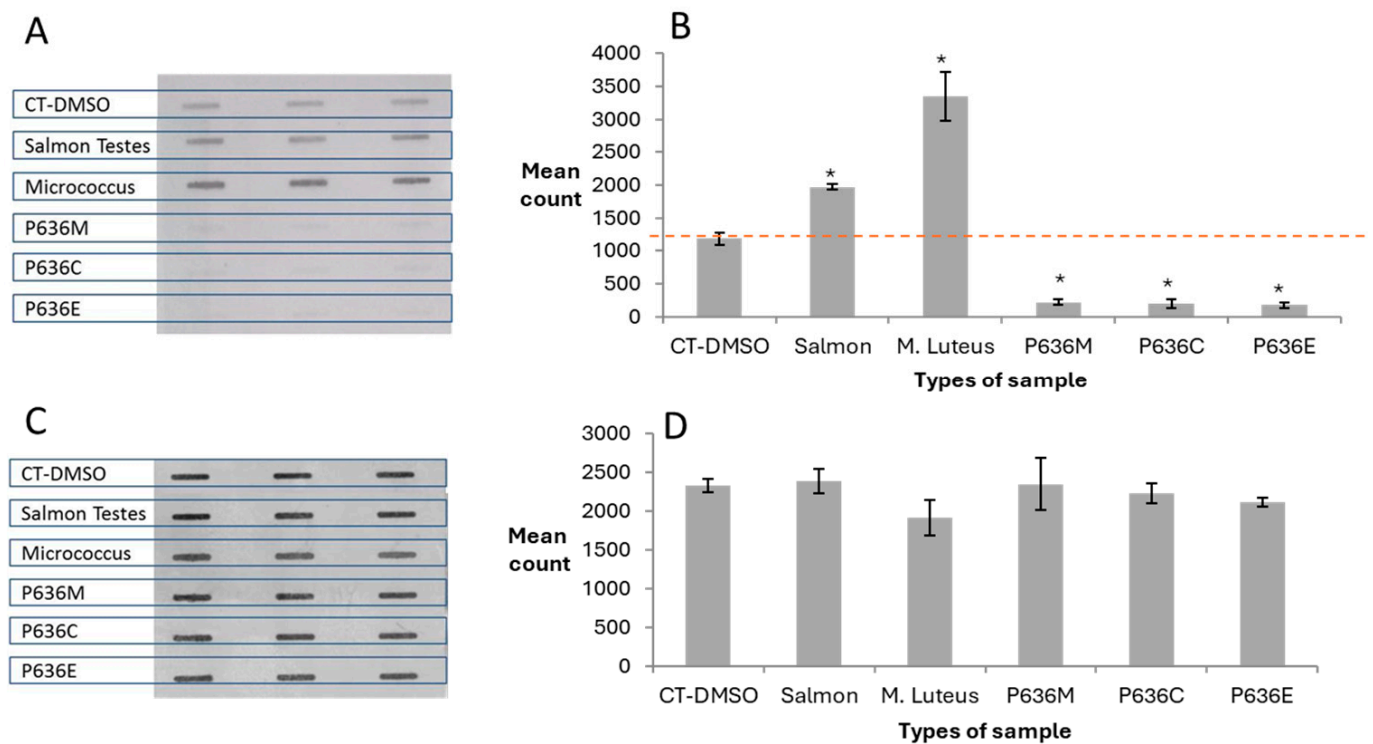 A
CT-DMSO
Salmon Testes
Micrococcus
P636M
P636C
P636E
B
4000
3500
3000
2500
2000
1500
1000
500
0
Mean
count
*
*
*
*
*
*
CT-DMSO Salmon M. Luteus P636M P636C P636E
Types of sample
C
CT-DMSO
Salmon Testes
Micrococcus
P636M
P636C
P636E
D
3000
2500
2000
1500
1000
500
0
Mean
count
CT-DMSO Salmon M. Luteus P636M P636C P636E
Types of sample